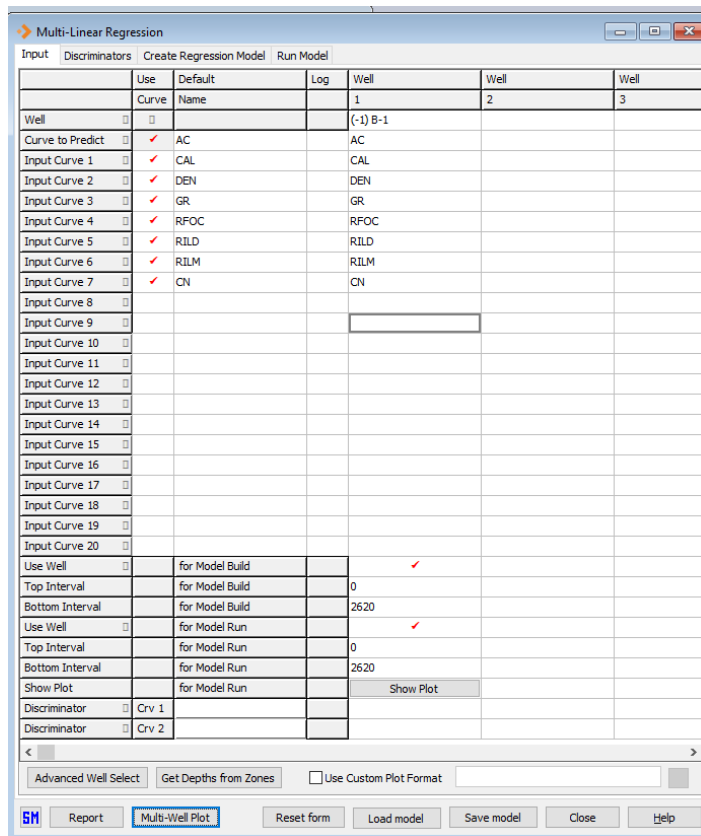 Multi-Linear Regression
Input Discriminators Create Regression Model Run Model
Use Default Log Well Well Well
Curve Name 1 2 3
Well (-1) B-1
Curve to Predict AC AC
Input Curve 1 CAL CAL
Input Curve 2 DEN DEN
Input Curve 3 GR GR
Input Curve 4 RFOC RFOC
Input Curve 5 RILD RILD
Input Curve 6 RILM RILM
Input Curve 7 CN CN
Input Curve 8
Input Curve 9
Input Curve 10
Input Curve 11
Input Curve 12
Input Curve 13
Input Curve 14
Input Curve 15
Input Curve 16
Input Curve 17
Input Curve 18
Input Curve 19
Input Curve 20
Use Well for Model Build
Top Interval for Model Build 0
Bottom Interval for Model Build 2620
Use Well for Model Run
Top Interval for Model Run 0
Bottom Interval for Model Run 2620
Show Plot for Model Run Show Plot
Discriminator Crv 1
Discriminator Crv 2
Advanced Well Select Get Depths from Zones Use Custom Plot Format
SM Report Multi-Well Plot Reset form Load model Save model Close Help